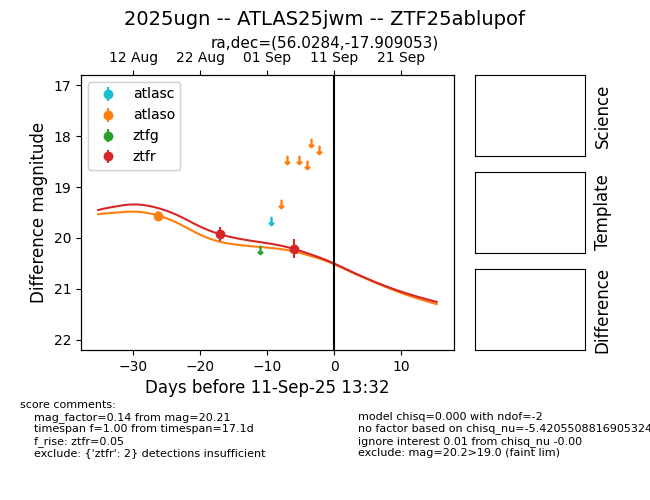 2025ugn -- ATLAS25jwm -- ZTF25ablupof
ra,dec=(56.0284,-17.909053)
12 Aug 22 Aug 01 Sep 11 Sep 21 Sep
atlasc
atlaso
ztfg
ztfr
17
18
19
20
21
22
Difference magnitude
−30 −20 −10 0 10
Days before 11-Sep-25 13:32
Science
Template
Difference
score comments:
mag_factor=0.14 from mag=20.21
timespan f=1.00 from timespan=17.1d
f_rise: ztfr=0.05
exclude: {'ztfr': 2} detections insufficient
model chisq=0.000 with ndof=-2
no factor based on chisq_nu=-5.4205508816905324
ignore interest 0.01 from chisq_nu -0.00
exclude: mag=20.2>19.0 (faint lim)